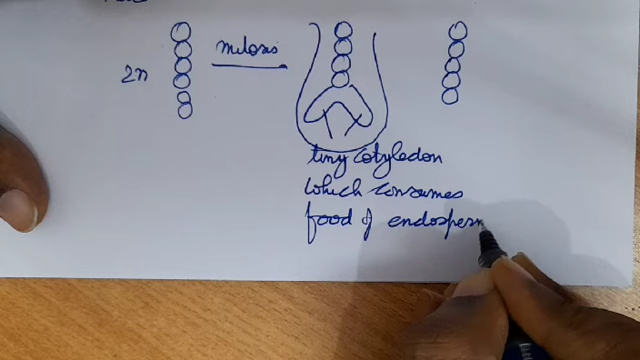 2n
mitosis
tiny cotyledon
which consumes
food of endosperm